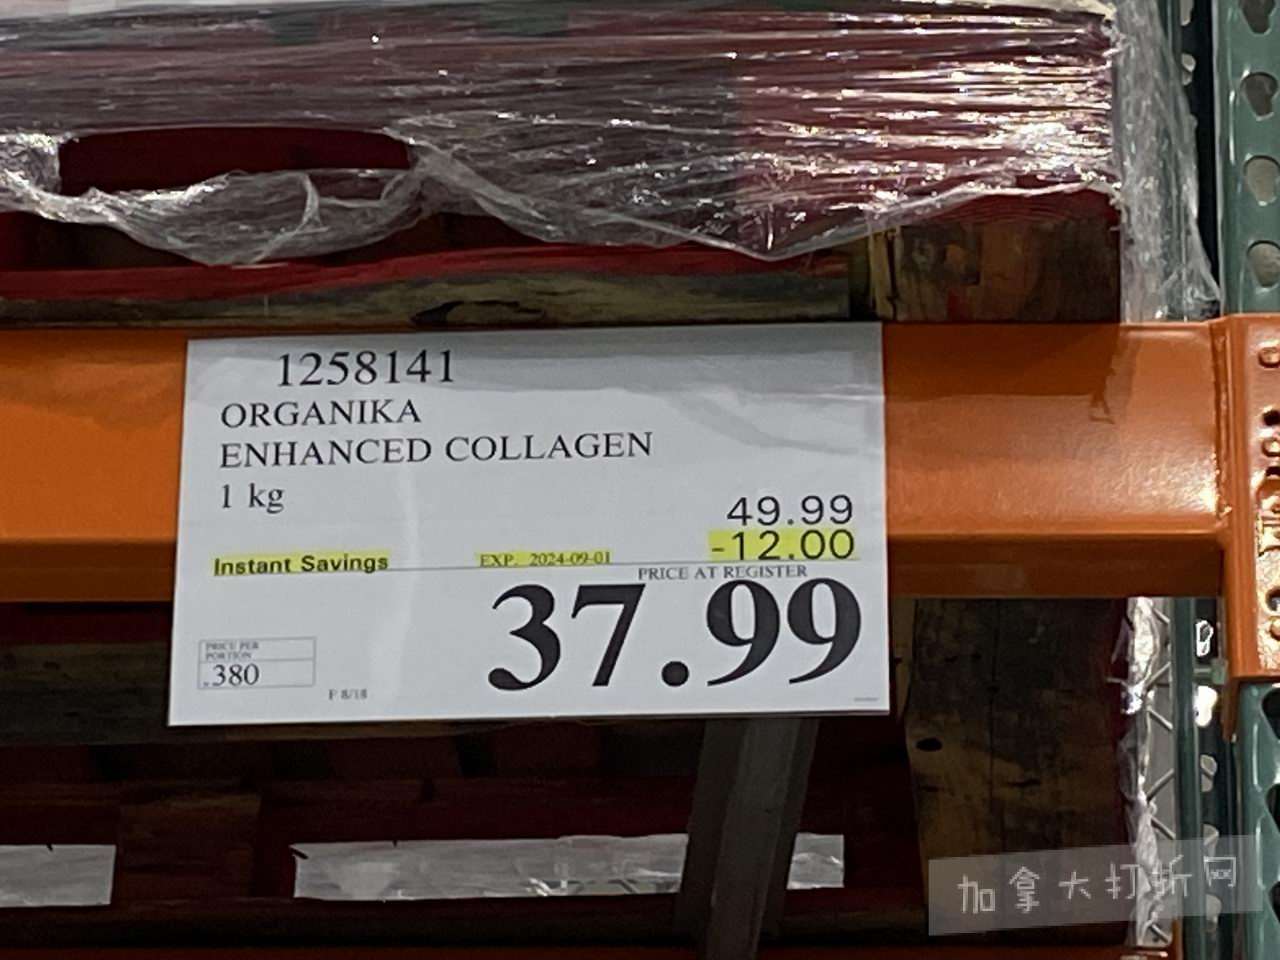 1258141
ORGANIKA
ENHANCED COLLAGEN
1 kg
49.99
Instant Savings EXP. 2024-09-01 -12.00
PRICE AT REGISTER
37.99
PRICE PER
PORTION
.380
F 8/18
加拿大打折网